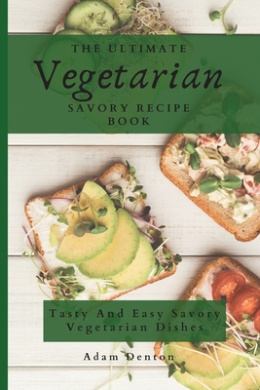 THE ULTIMATE
Vegetarian
SAVORY RECIPE
BOOK
Tasty And Easy Savory
Vegetarian Dishes
Adam Denton